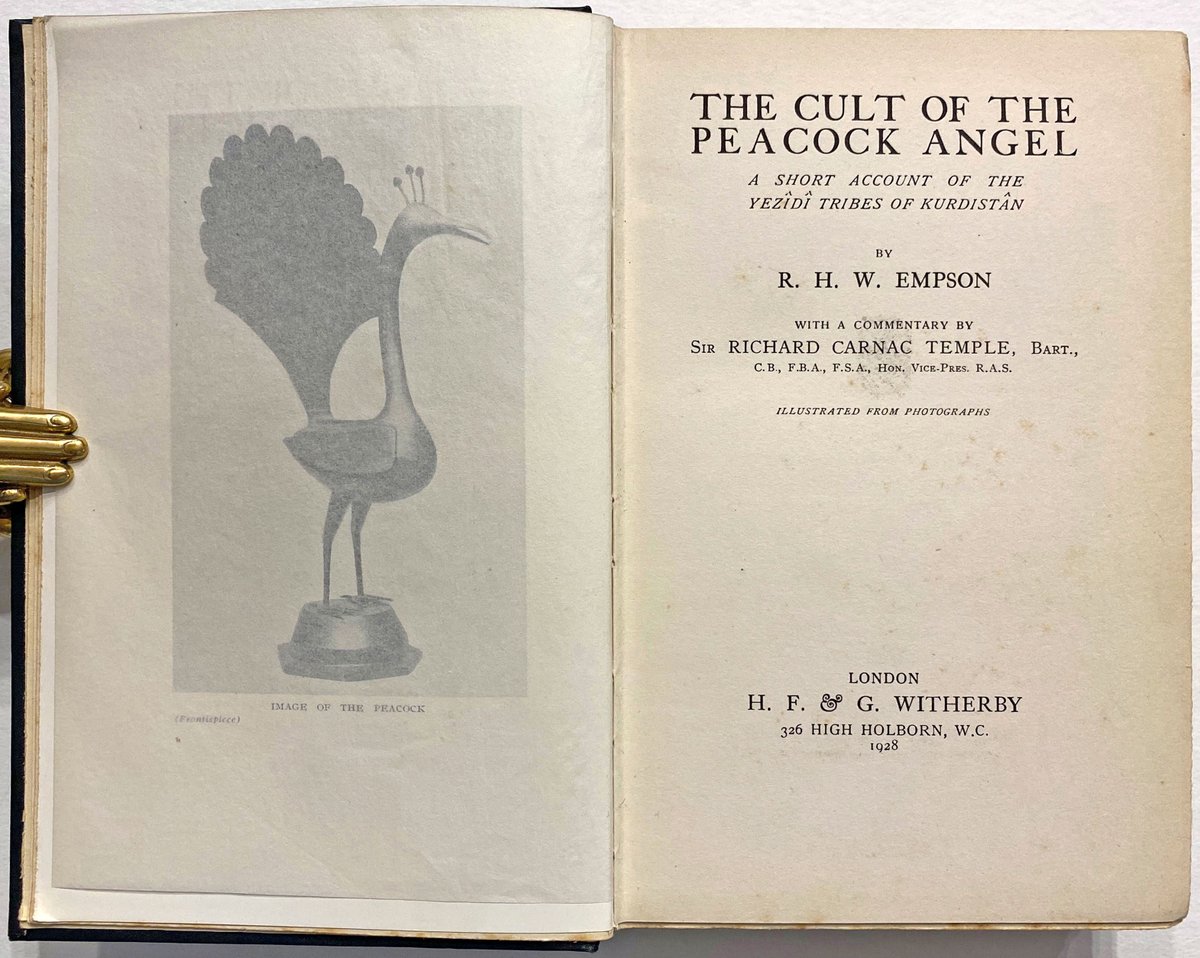 IMAGE OF THE PEACOCK
(Frontispiece)
THE CULT OF THE
PEACOCK ANGEL
A SHORT ACCOUNT OF THE
YEZÎDÎ TRIBES OF KURDISTÂN
BY
R. H. W. EMPSON
WITH A COMMENTARY BY
SIR RICHARD CARNAC TEMPLE, BART.,
C.B., F.B.A., F.S.A., HON. VICE-PRES. R.A.S.
ILLUSTRATED FROM PHOTOGRAPHS
LONDON
H. F. & G. WITHERBY
326 HIGH HOLBORN, W.C.
1928